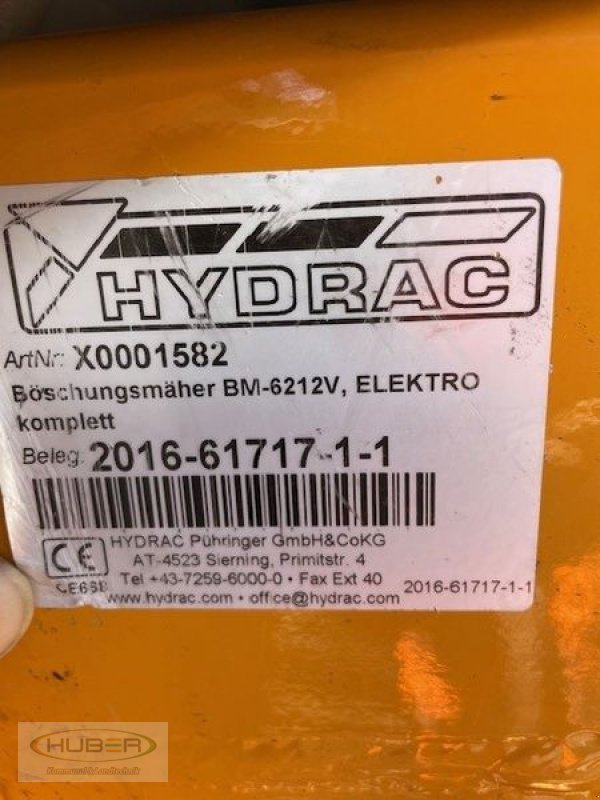 HYDRAC
ArtNr: X0001582
Böschungsmäher BM-6212V, ELEKTRO
komplett
Beleg: 2016-61717-1-1
HYDRAC Pühringer GmbH&CoKG
AT-4523 Sierning, Primitstr. 4
CE
Tel +43-7259-6000-0 • Fax Ext 40
2016-61717-1-1
www.hydrac.com • office@hydrac.com
HUBER